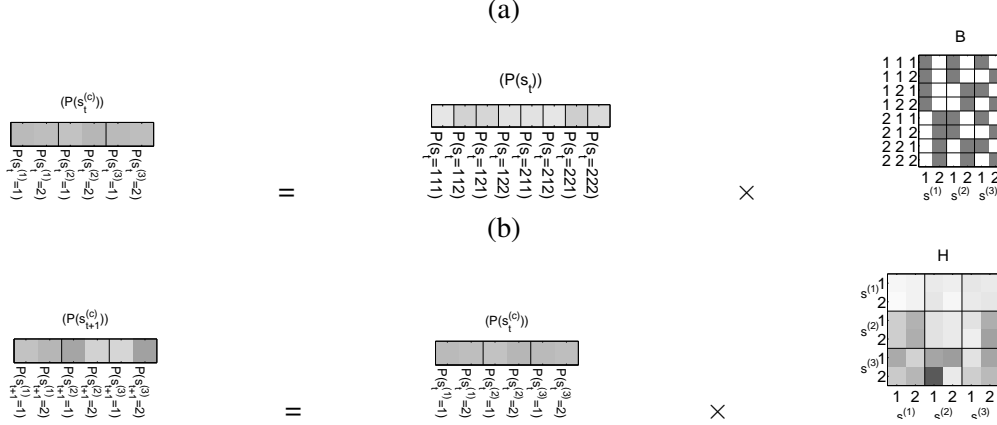 (a)
B
(P(s_t^(c)))
(P(s_t))
1 1 1
1 1 2
1 2 1
1 2 2
2 1 1
2 1 2
2 2 1
2 2 2
P(s_t^(1)=1)
P(s_t^(1)=2)
P(s_t^(2)=1)
P(s_t^(2)=2)
P(s_t^(3)=1)
P(s_t^(3)=2)
=
P(s_t=111)
P(s_t=112)
P(s_t=121)
P(s_t=122)
P(s_t=211)
P(s_t=212)
P(s_t=221)
P(s_t=222)
×
1 2 1 2 1 2
s^(1) s^(2) s^(3)
(b)
H
(P(s_{t+1}^(c)))
(P(s_t^(c)))
s^(1) 1
2
s^(2) 1
2
s^(3) 1
2
P(s_{t+1}^(1)=1)
P(s_{t+1}^(1)=2)
P(s_{t+1}^(2)=1)
P(s_{t+1}^(2)=2)
P(s_{t+1}^(3)=1)
P(s_{t+1}^(3)=2)
=
P(s_t^(1)=1)
P(s_t^(1)=2)
P(s_t^(2)=1)
P(s_t^(2)=2)
P(s_t^(3)=1)
P(s_t^(3)=2)
×
1 2 1 2 1 2
s^(1) s^(2) s^(3)